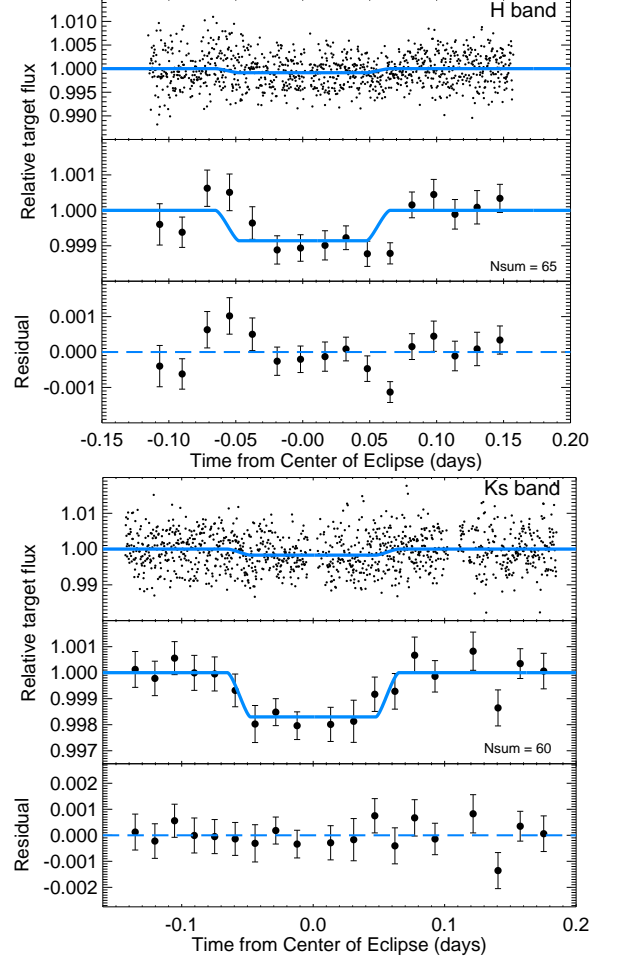 H band
1.010
1.005
1.000
0.995
0.990
Relative target flux
1.001
1.000
0.999
Nsum = 65
0.001
0.000
-0.001
Residual
-0.15 -0.10 -0.05 -0.00 0.05 0.10 0.15 0.20
Time from Center of Eclipse (days)
Ks band
1.01
1.00
0.99
Relative target flux
1.001
1.000
0.999
0.998
0.997
Nsum = 60
0.002
0.001
0.000
-0.001
-0.002
Residual
-0.1 0.0 0.1 0.2
Time from Center of Eclipse (days)